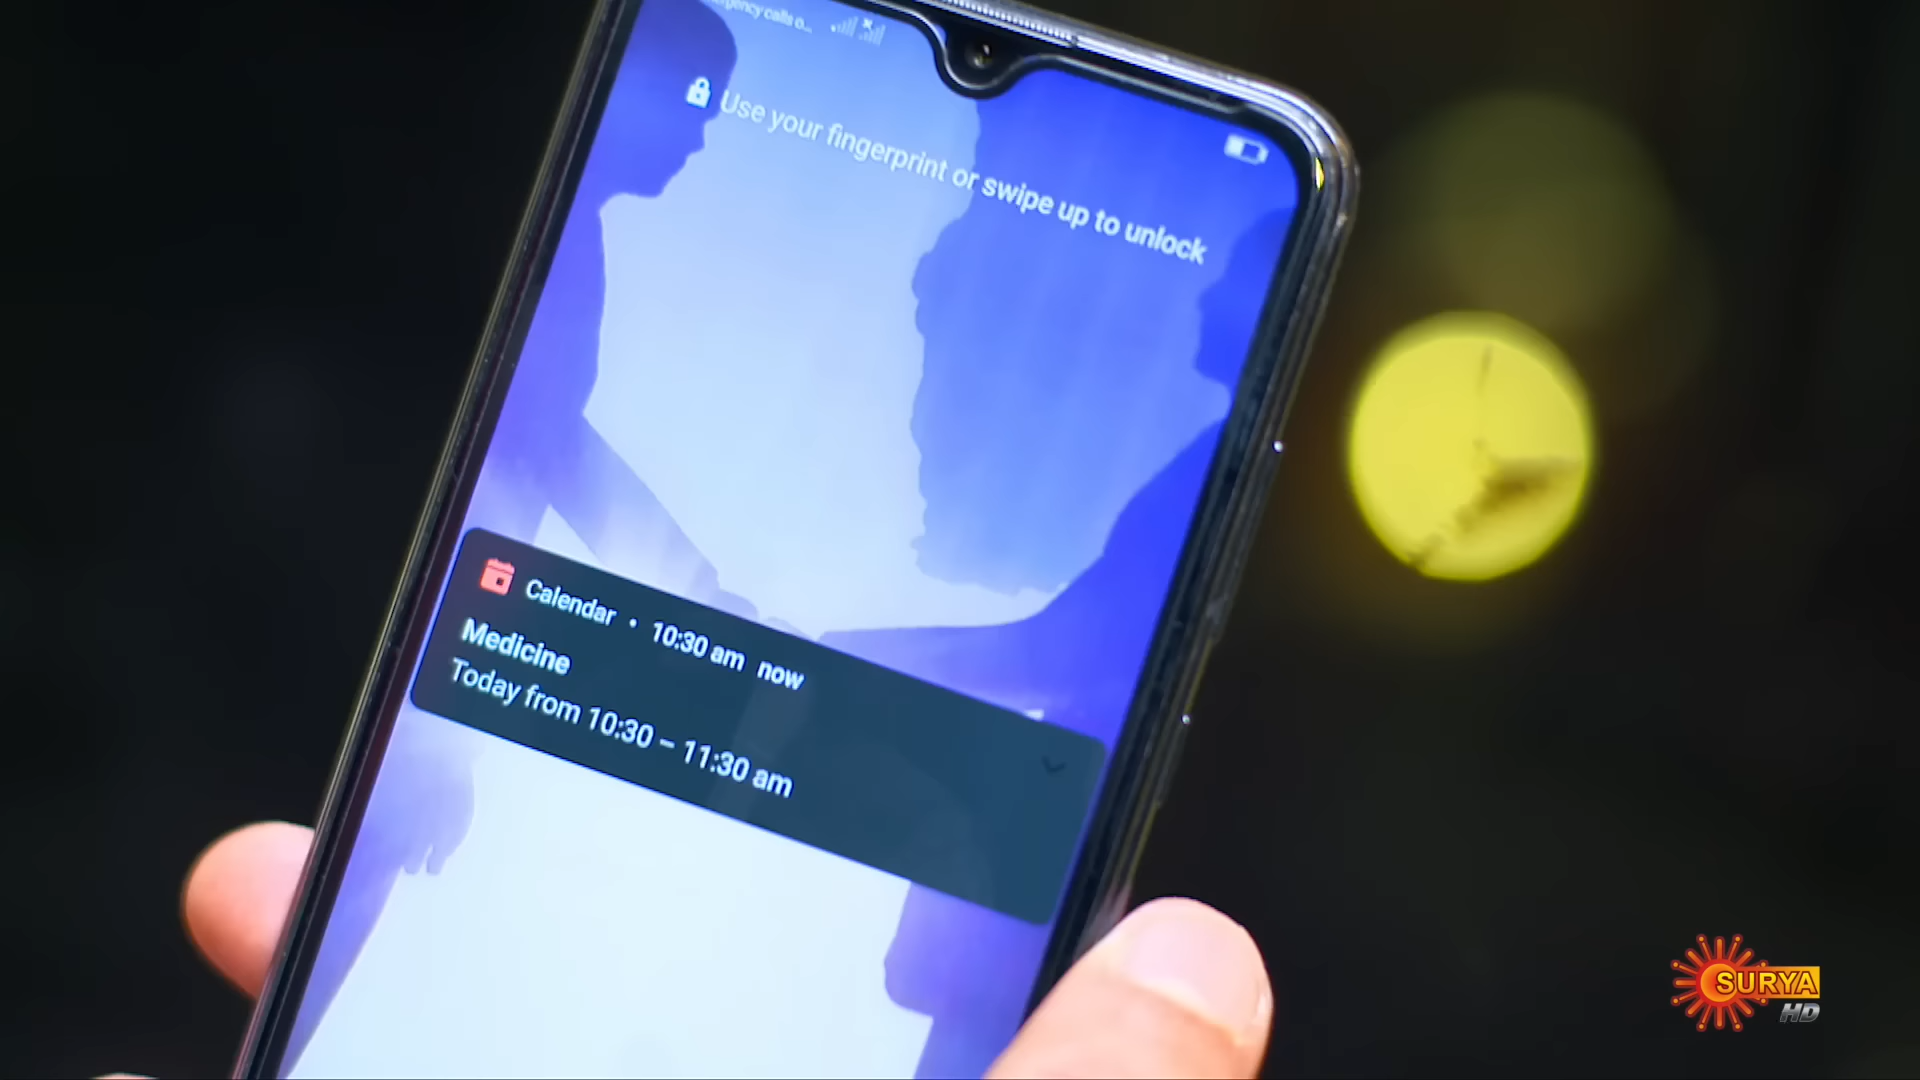 calls o...
Use your fingerprint or swipe up to unlock
Calendar • 10:30 am now
Medicine
Today from 10:30 – 11:30 am
SURYA
HD